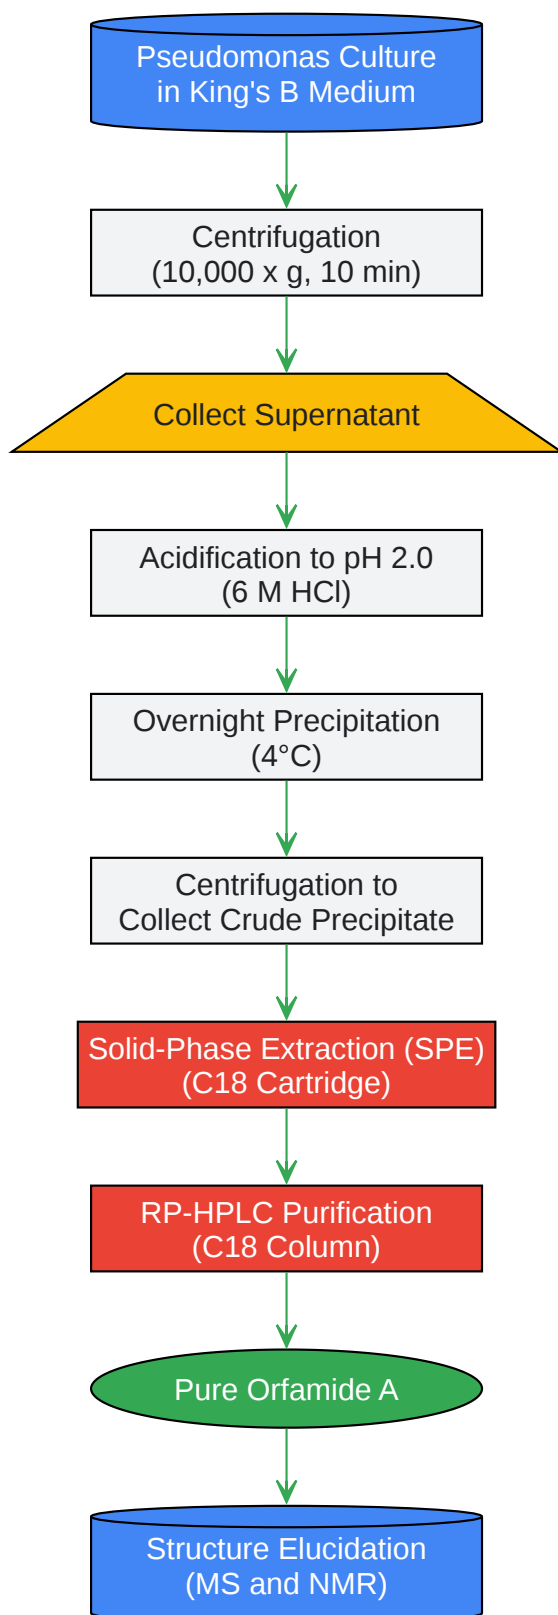 Pseudomonas Culture
in King's B Medium
Centrifugation
(10,000 x g, 10 min)
Collect Supernatant
Acidification to pH 2.0
(6 M HCl)
Overnight Precipitation
(4°C)
Centrifugation to
Collect Crude Precipitate
Solid-Phase Extraction (SPE)
(C18 Cartridge)
RP-HPLC Purification
(C18 Column)
Pure Orfamide A
Structure Elucidation
(MS and NMR)